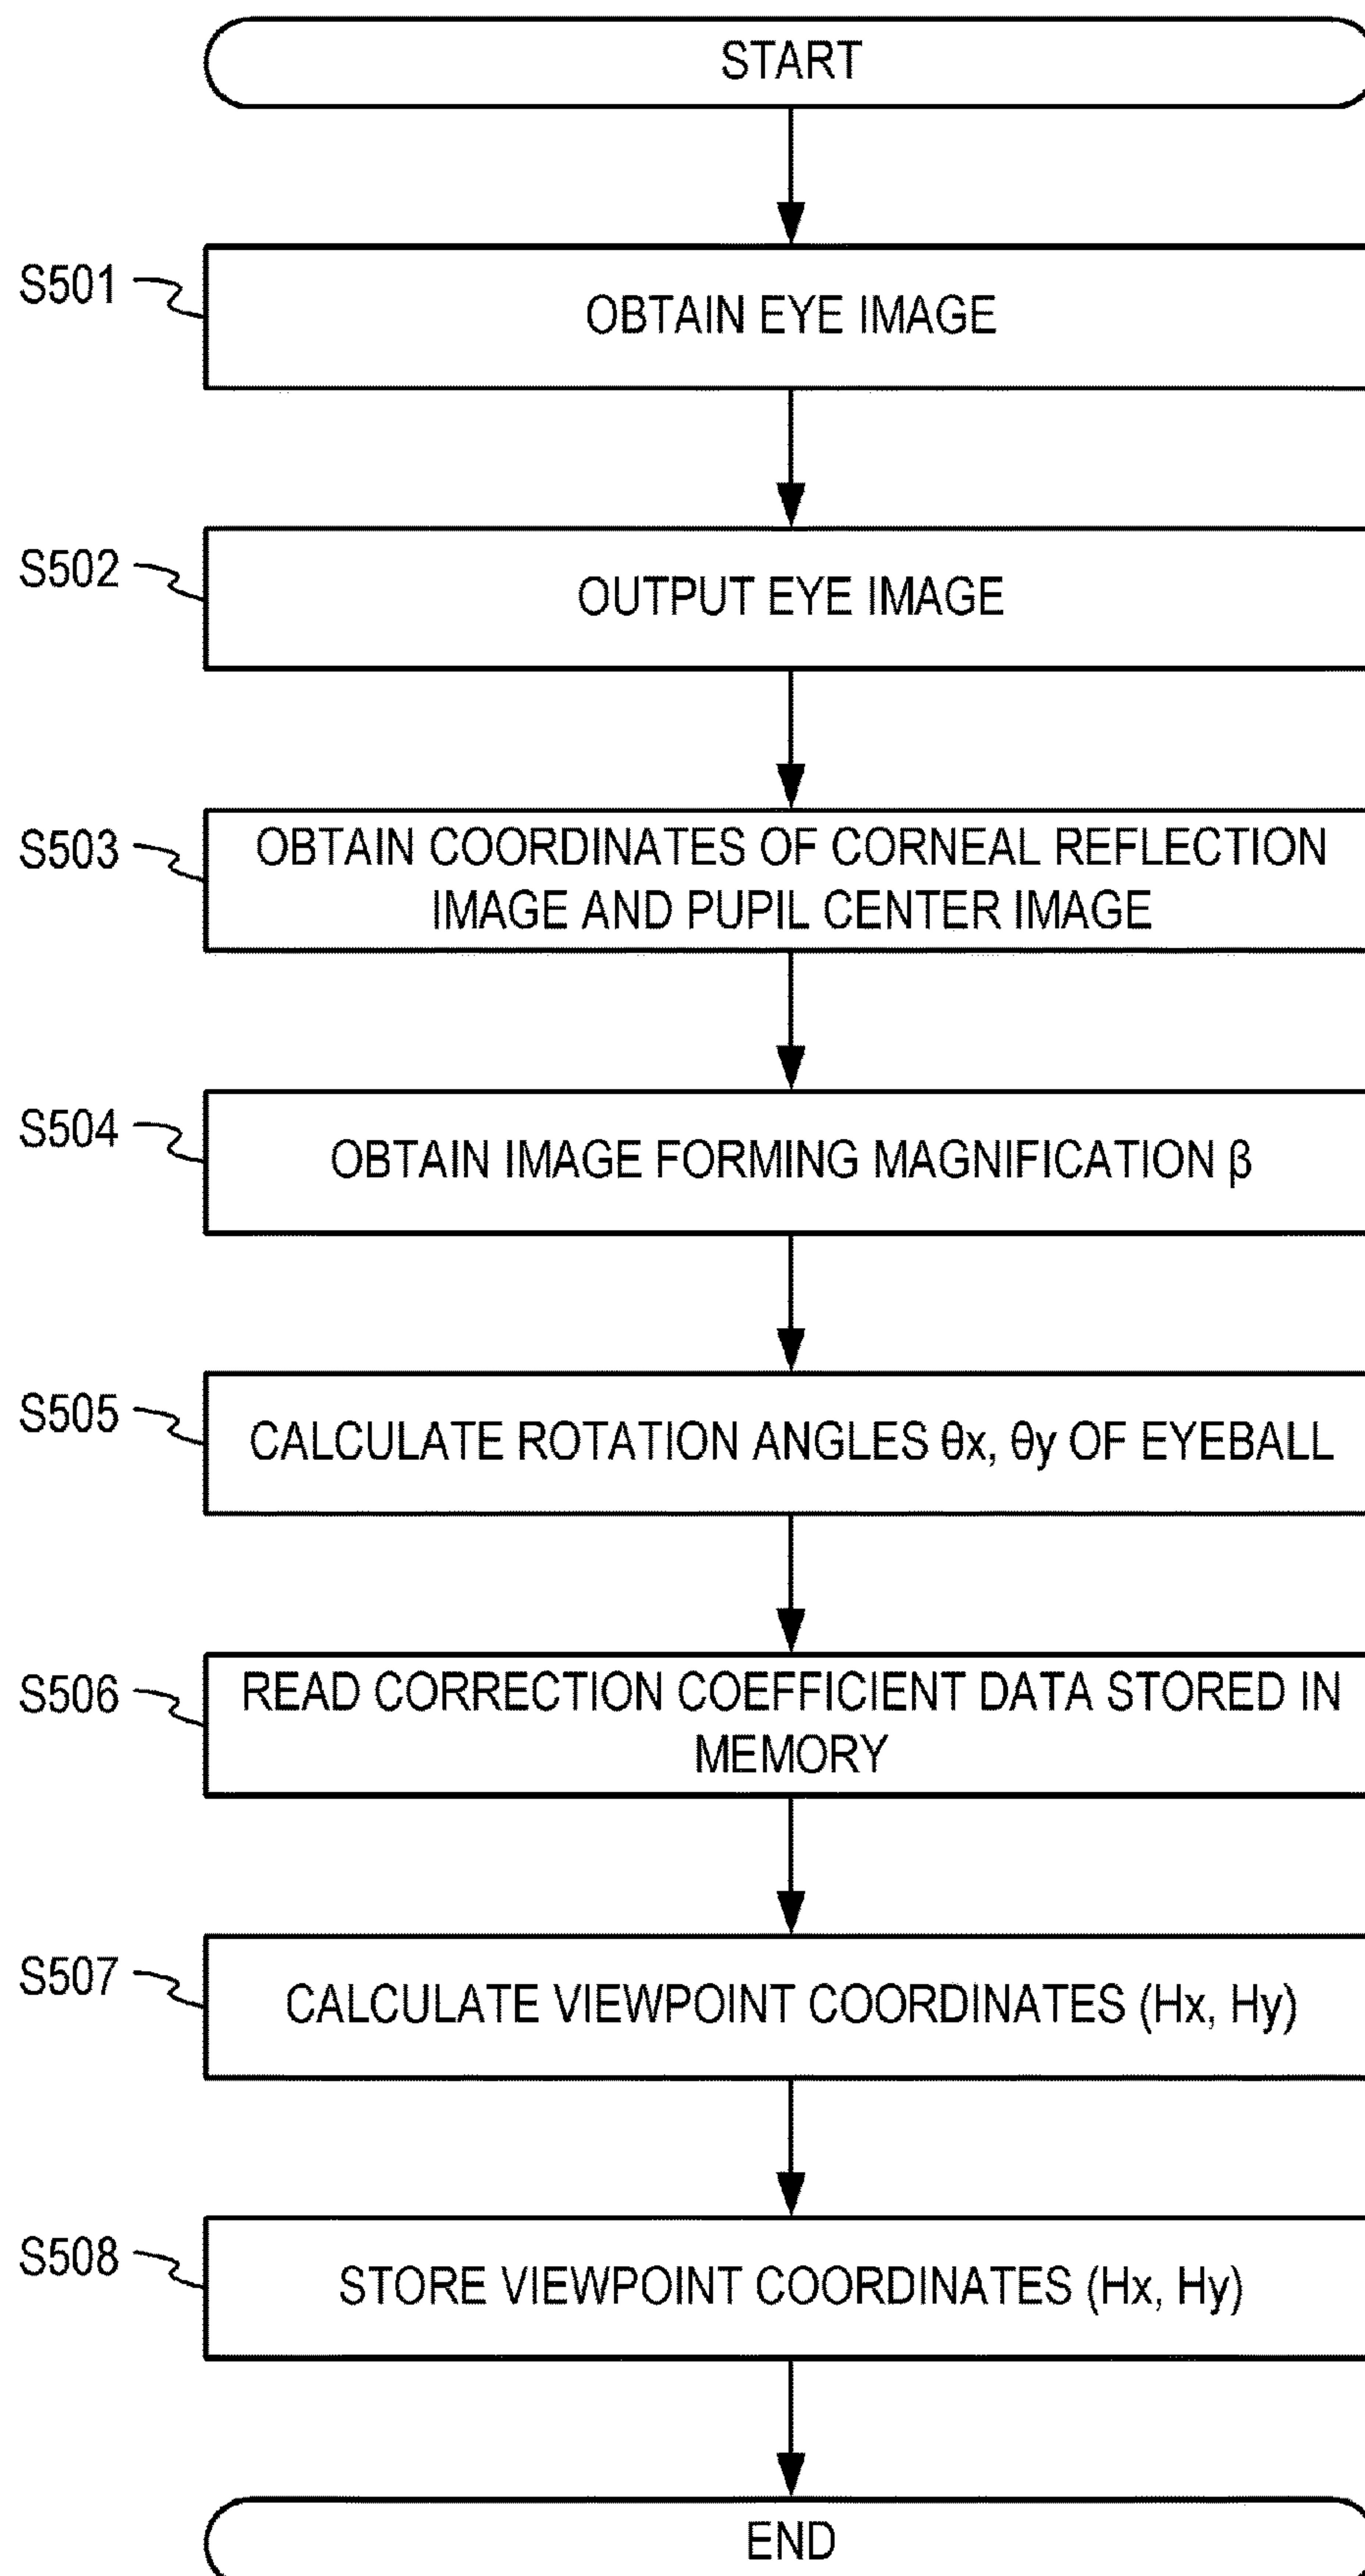 START
S501
OBTAIN EYE IMAGE
S502
OUTPUT EYE IMAGE
S503
OBTAIN COORDINATES OF CORNEAL REFLECTION
IMAGE AND PUPIL CENTER IMAGE
S504
OBTAIN IMAGE FORMING MAGNIFICATION β
S505
CALCULATE ROTATION ANGLES θx, θy OF EYEBALL
S506
READ CORRECTION COEFFICIENT DATA STORED IN
MEMORY
S507
CALCULATE VIEWPOINT COORDINATES (Hx, Hy)
S508
STORE VIEWPOINT COORDINATES (Hx, Hy)
END